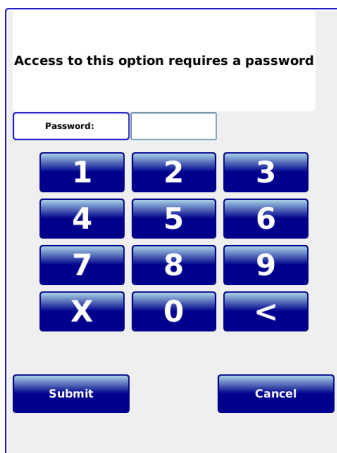 Access to this option requires a password
Password:
1 2 3
4 5 6
7 8 9
X 0 <
Submit Cancel